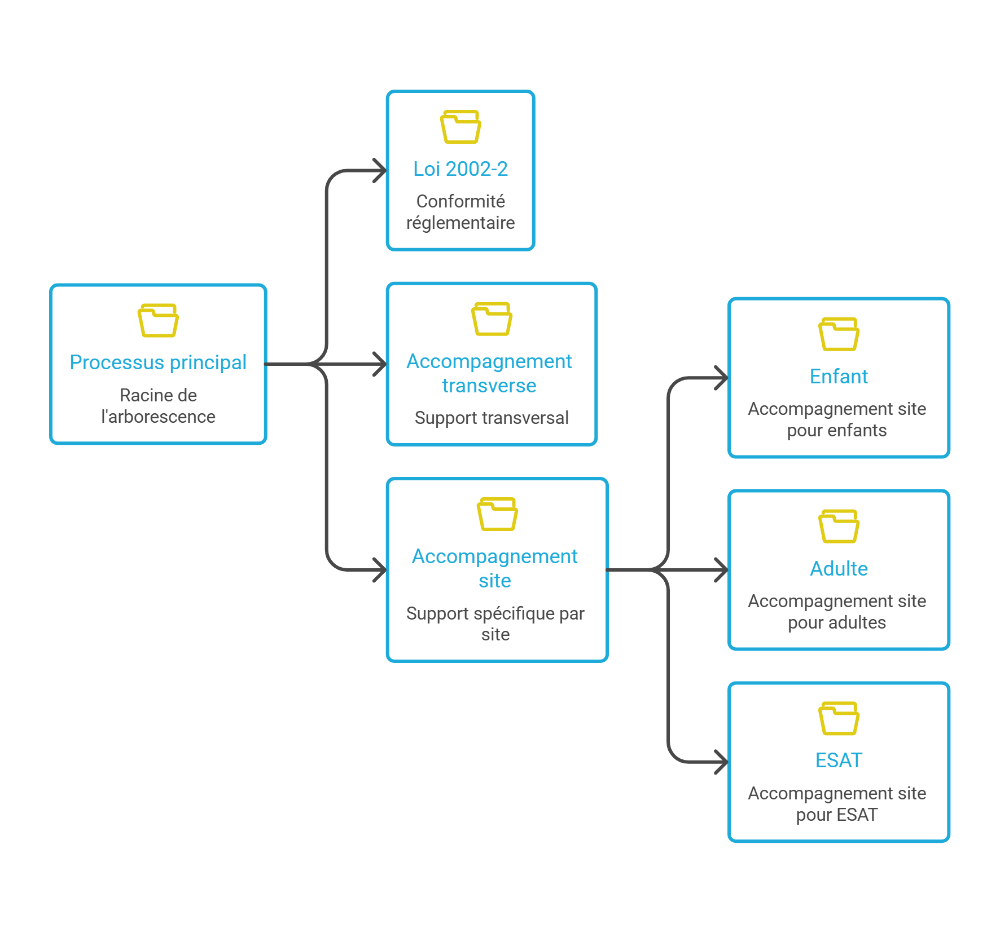 Loi 2002-2
Conformité
réglementaire
Processus principal
Racine de
l'arborescence
Accompagnement
transverse
Support transversal
Accompagnement
site
Support spécifique par
site
Enfant
Accompagnement site
pour enfants
Adulte
Accompagnement site
pour adultes
ESAT
Accompagnement site
pour ESAT